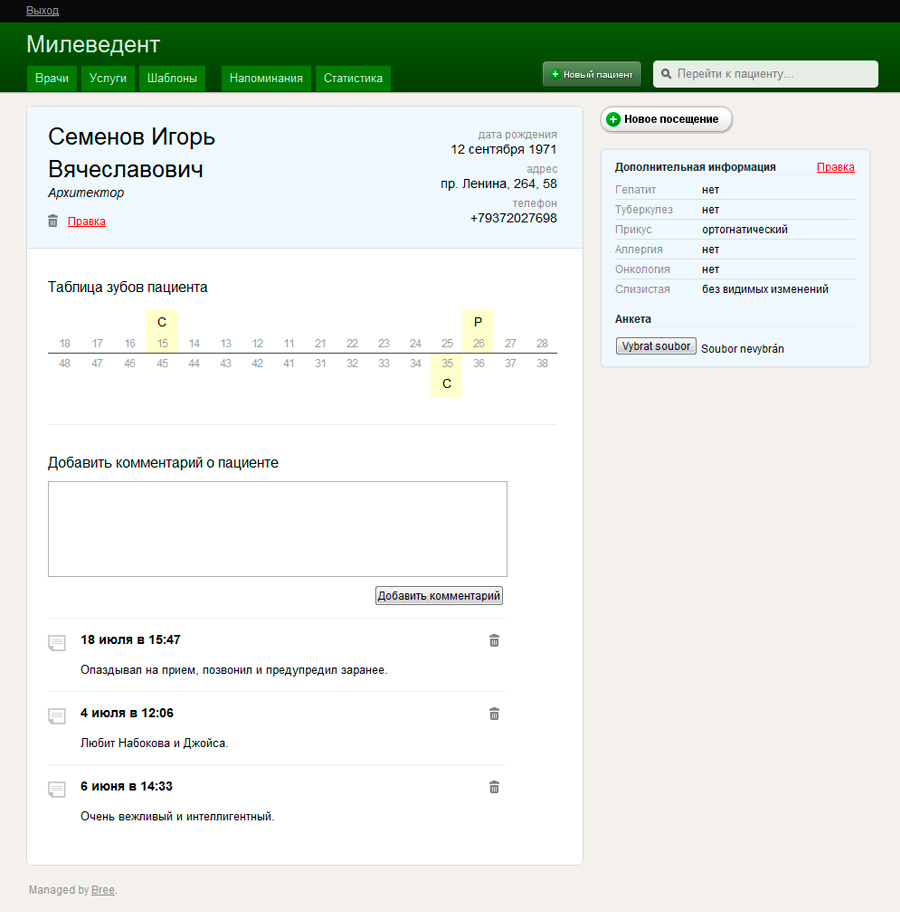 Выход
Милеведент
Врачи Услуги Шаблоны Напоминания Статистика
Новый пациент
Перейти к пациенту...
Семенов Игорь
Вячеславович
Архитектор
Правка
дата рождения
12 сентября 1971
адрес
пр. Ленина, 264, 58
телефон
+79372027698
Таблица зубов пациента
С Р
18 17 16 15 14 13 12 11 21 22 23 24 25 26 27 28
48 47 46 45 44 43 42 41 31 32 33 34 35 36 37 38
С
Добавить комментарий о пациенте
Добавить комментарий
18 июля в 15:47
Опаздывал на прием, позвонил и предупредил заранее.
4 июля в 12:06
Любит Набокова и Джойса.
6 июня в 14:33
Очень вежливый и интеллигентный.
Новое посещение
Дополнительная информация Правка
Гепатит нет
Туберкулез нет
Прикус ортогнатический
Аллергия нет
Онкология нет
Слизистая без видимых изменений
Анкета
Vybrat soubor Soubor nevybrán
Managed by Bree.